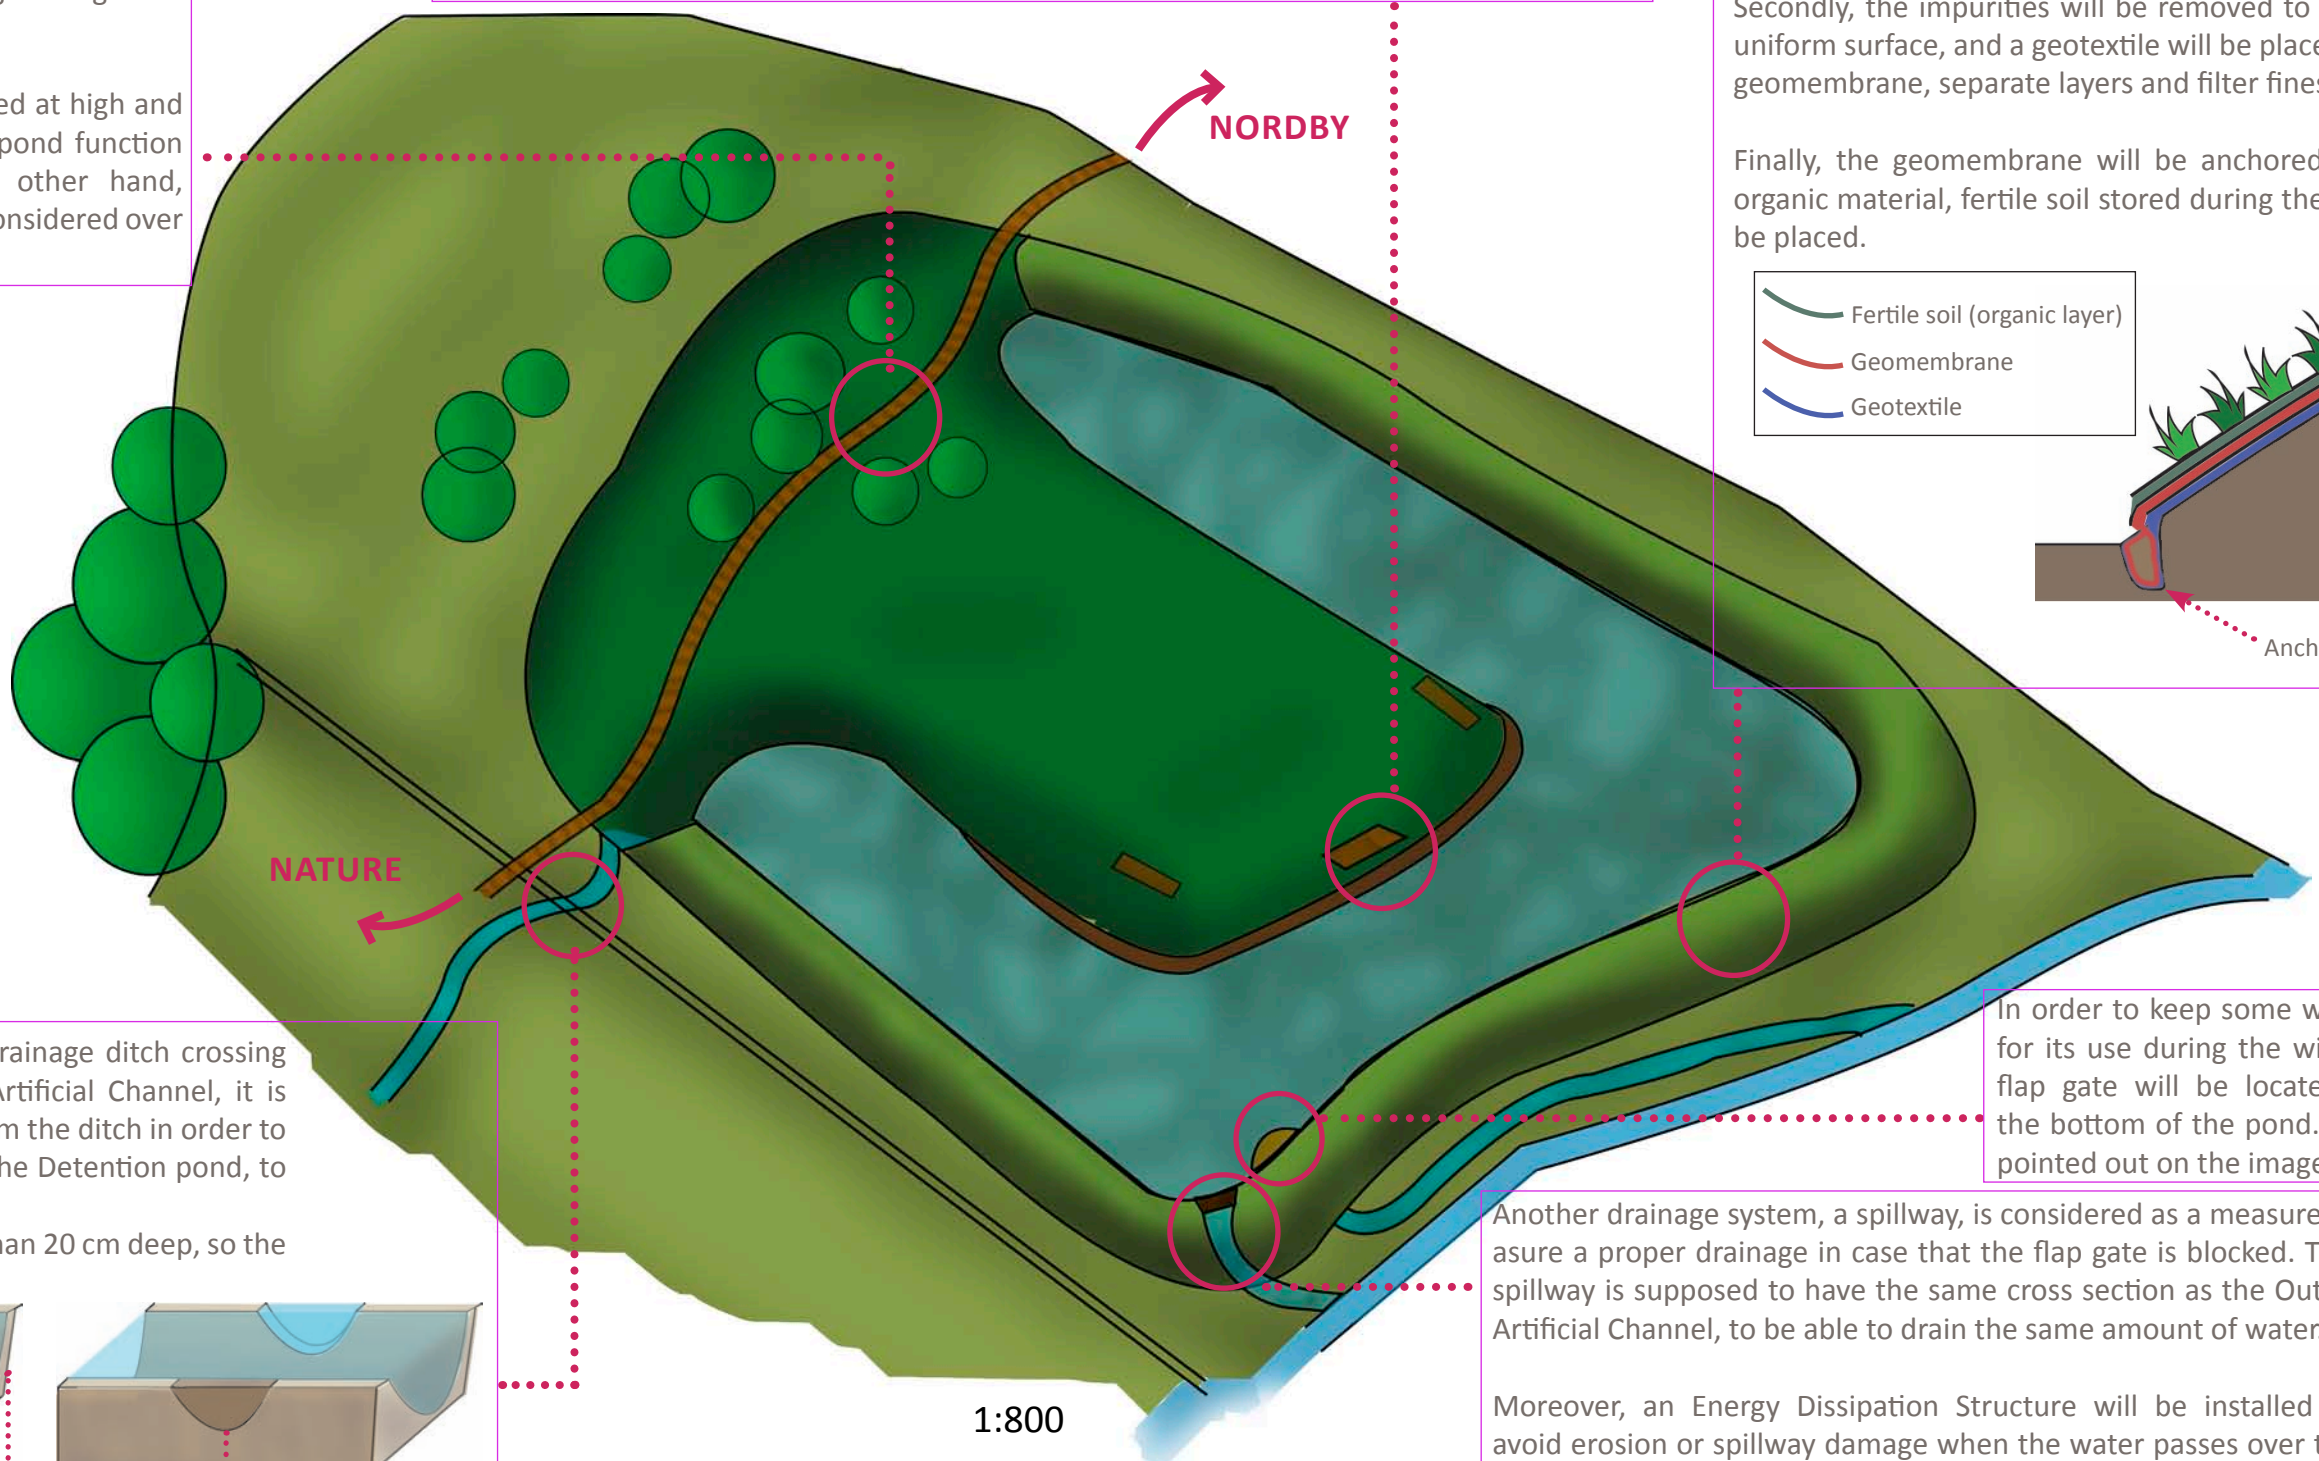 ed at high and
pond function
other hand,
onsidered over
NORDBY
Secondly, the impurities will be removed to
uniform surface, and a geotextile will be place
geomembrane, separate layers and filter fines
Finally, the geomembrane will be anchored
organic material, fertile soil stored during the
be placed.
Fertile soil (organic layer)
Geomembrane
Geotextile
Anch
NATURE
rainage ditch crossing
Artificial Channel, it is
m the ditch in order to
he Detention pond, to
han 20 cm deep, so the
In order to keep some w
for its use during the wi
flap gate will be locate
the bottom of the pond.
pointed out on the image
Another drainage system, a spillway, is considered as a measure
asure a proper drainage in case that the flap gate is blocked. T
spillway is supposed to have the same cross section as the Out
Artificial Channel, to be able to drain the same amount of water.
Moreover, an Energy Dissipation Structure will be installed
avoid erosion or spillway damage when the water passes over t
1:800